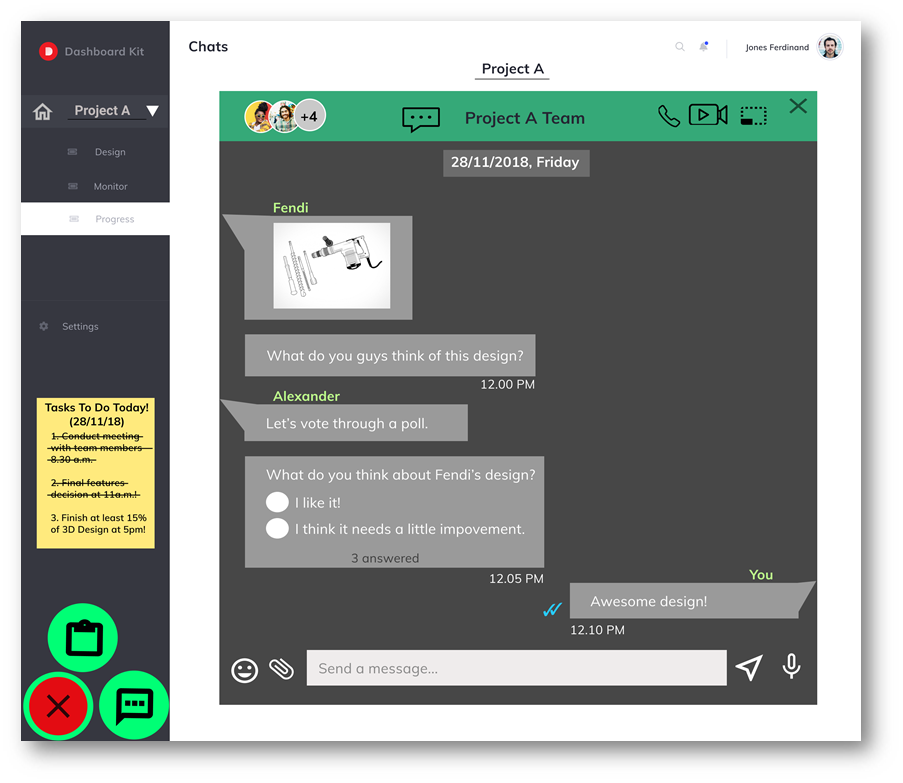 Dashboard Kit
Chats
Jones Ferdinand
Project A
Project A
Design
Monitor
Progress
Settings
Tasks To Do Today!
(28/11/18)
1. Conduct meeting
with team members
8.30 a.m.
2. Final features
decision at 11a.m.!
3. Finish at least 15%
of 3D Design at 5pm!
+4
Project A Team
28/11/2018, Friday
Fendi
What do you guys think of this design?
12.00 PM
Alexander
Let's vote through a poll.
What do you think about Fendi's design?
I like it!
I think it needs a little impovement.
3 answered
12.05 PM
You
Awesome design!
12.10 PM
Send a message...